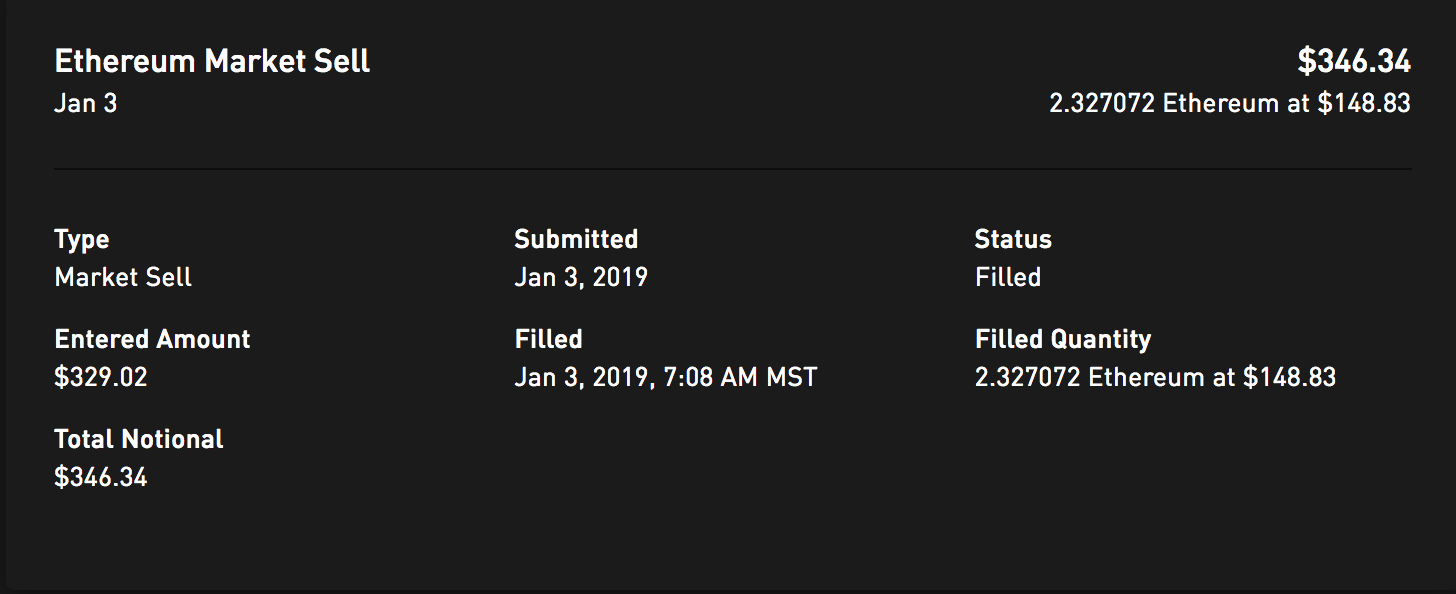 Ethereum Market Sell
$346.34
Jan 3
2.327072 Ethereum at $148.83
Type
Market Sell
Submitted
Jan 3, 2019
Status
Filled
Entered Amount
$329.02
Filled
Jan 3, 2019, 7:08 AM MST
Filled Quantity
2.327072 Ethereum at $148.83
Total Notional
$346.34